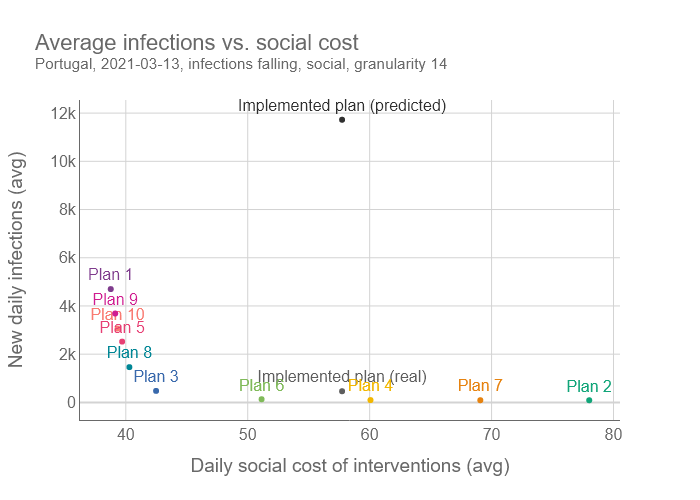 Average infections vs. social cost
Portugal, 2021-03-13, infections falling, social, granularity 14
New daily infections (avg)
12k
10k
8k
6k
4k
2k
0
Implemented plan (predicted)
Plan 1
Plan 9
Plan 10
Plan 5
Plan 8
Plan 3
Implemented plan (real)
Plan 6
Plan 4
Plan 7
Plan 2
40
50
60
70
80
Daily social cost of interventions (avg)